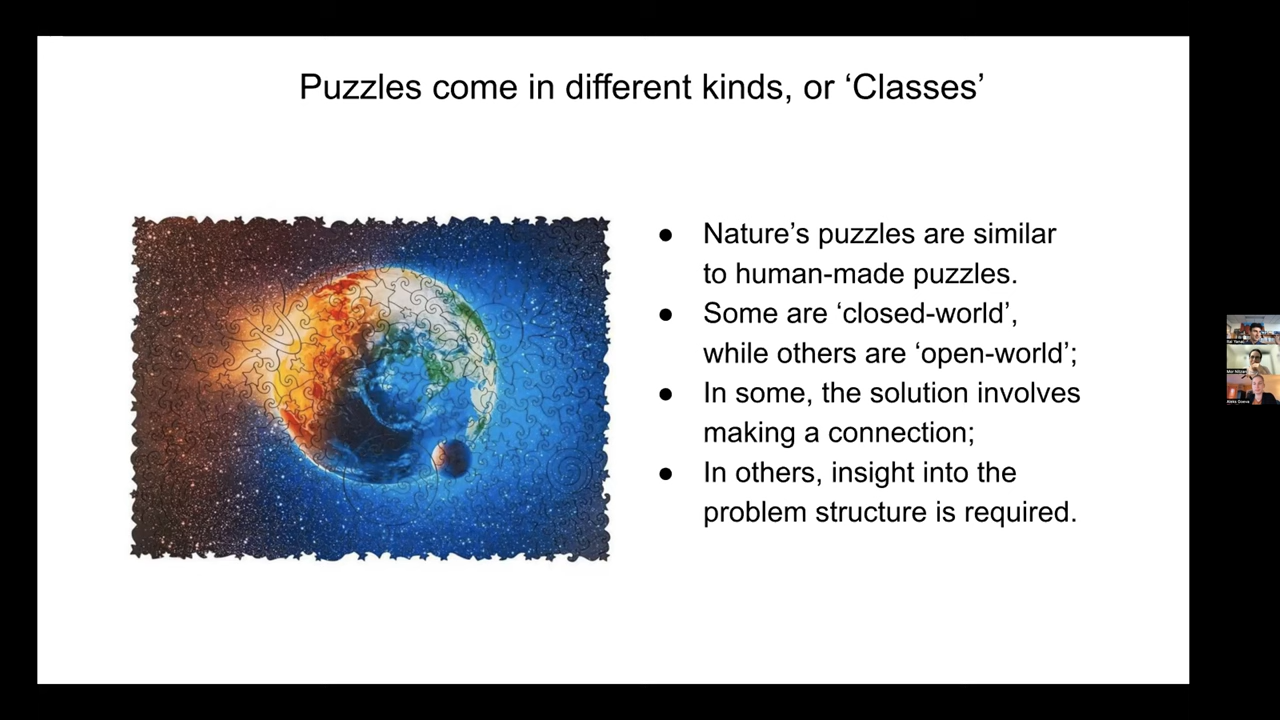 Puzzles come in different kinds, or ‘Classes’
● Nature’s puzzles are similar
to human-made puzzles.
● Some are ‘closed-world’,
while others are ‘open-world’;
● In some, the solution involves
making a connection;
● In others, insight into the
problem structure is required.